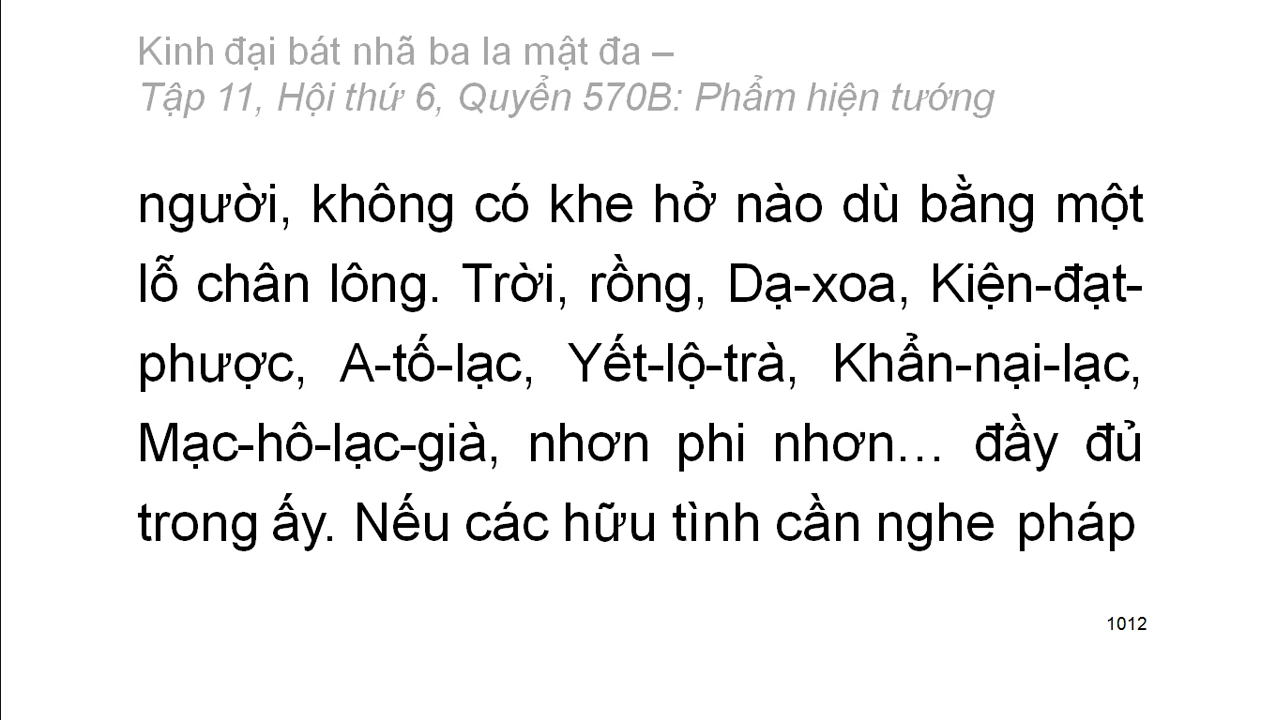 Kinh đại bát nhã ba la mật đa –
Tập 11, Hội thứ 6, Quyển 570B: Phẩm hiện tướng
người, không có khe hở nào dù bằng một
lỗ chân lông. Trời, rồng, Dạ-xoa, Kiện-đạt-
phược, A-tố-lạc, Yết-lộ-trà, Khẩn-nại-lạc,
Mạc-hô-lạc-già, nhơn phi nhơn… đầy đủ
trong ấy. Nếu các hữu tình cần nghe pháp
1012